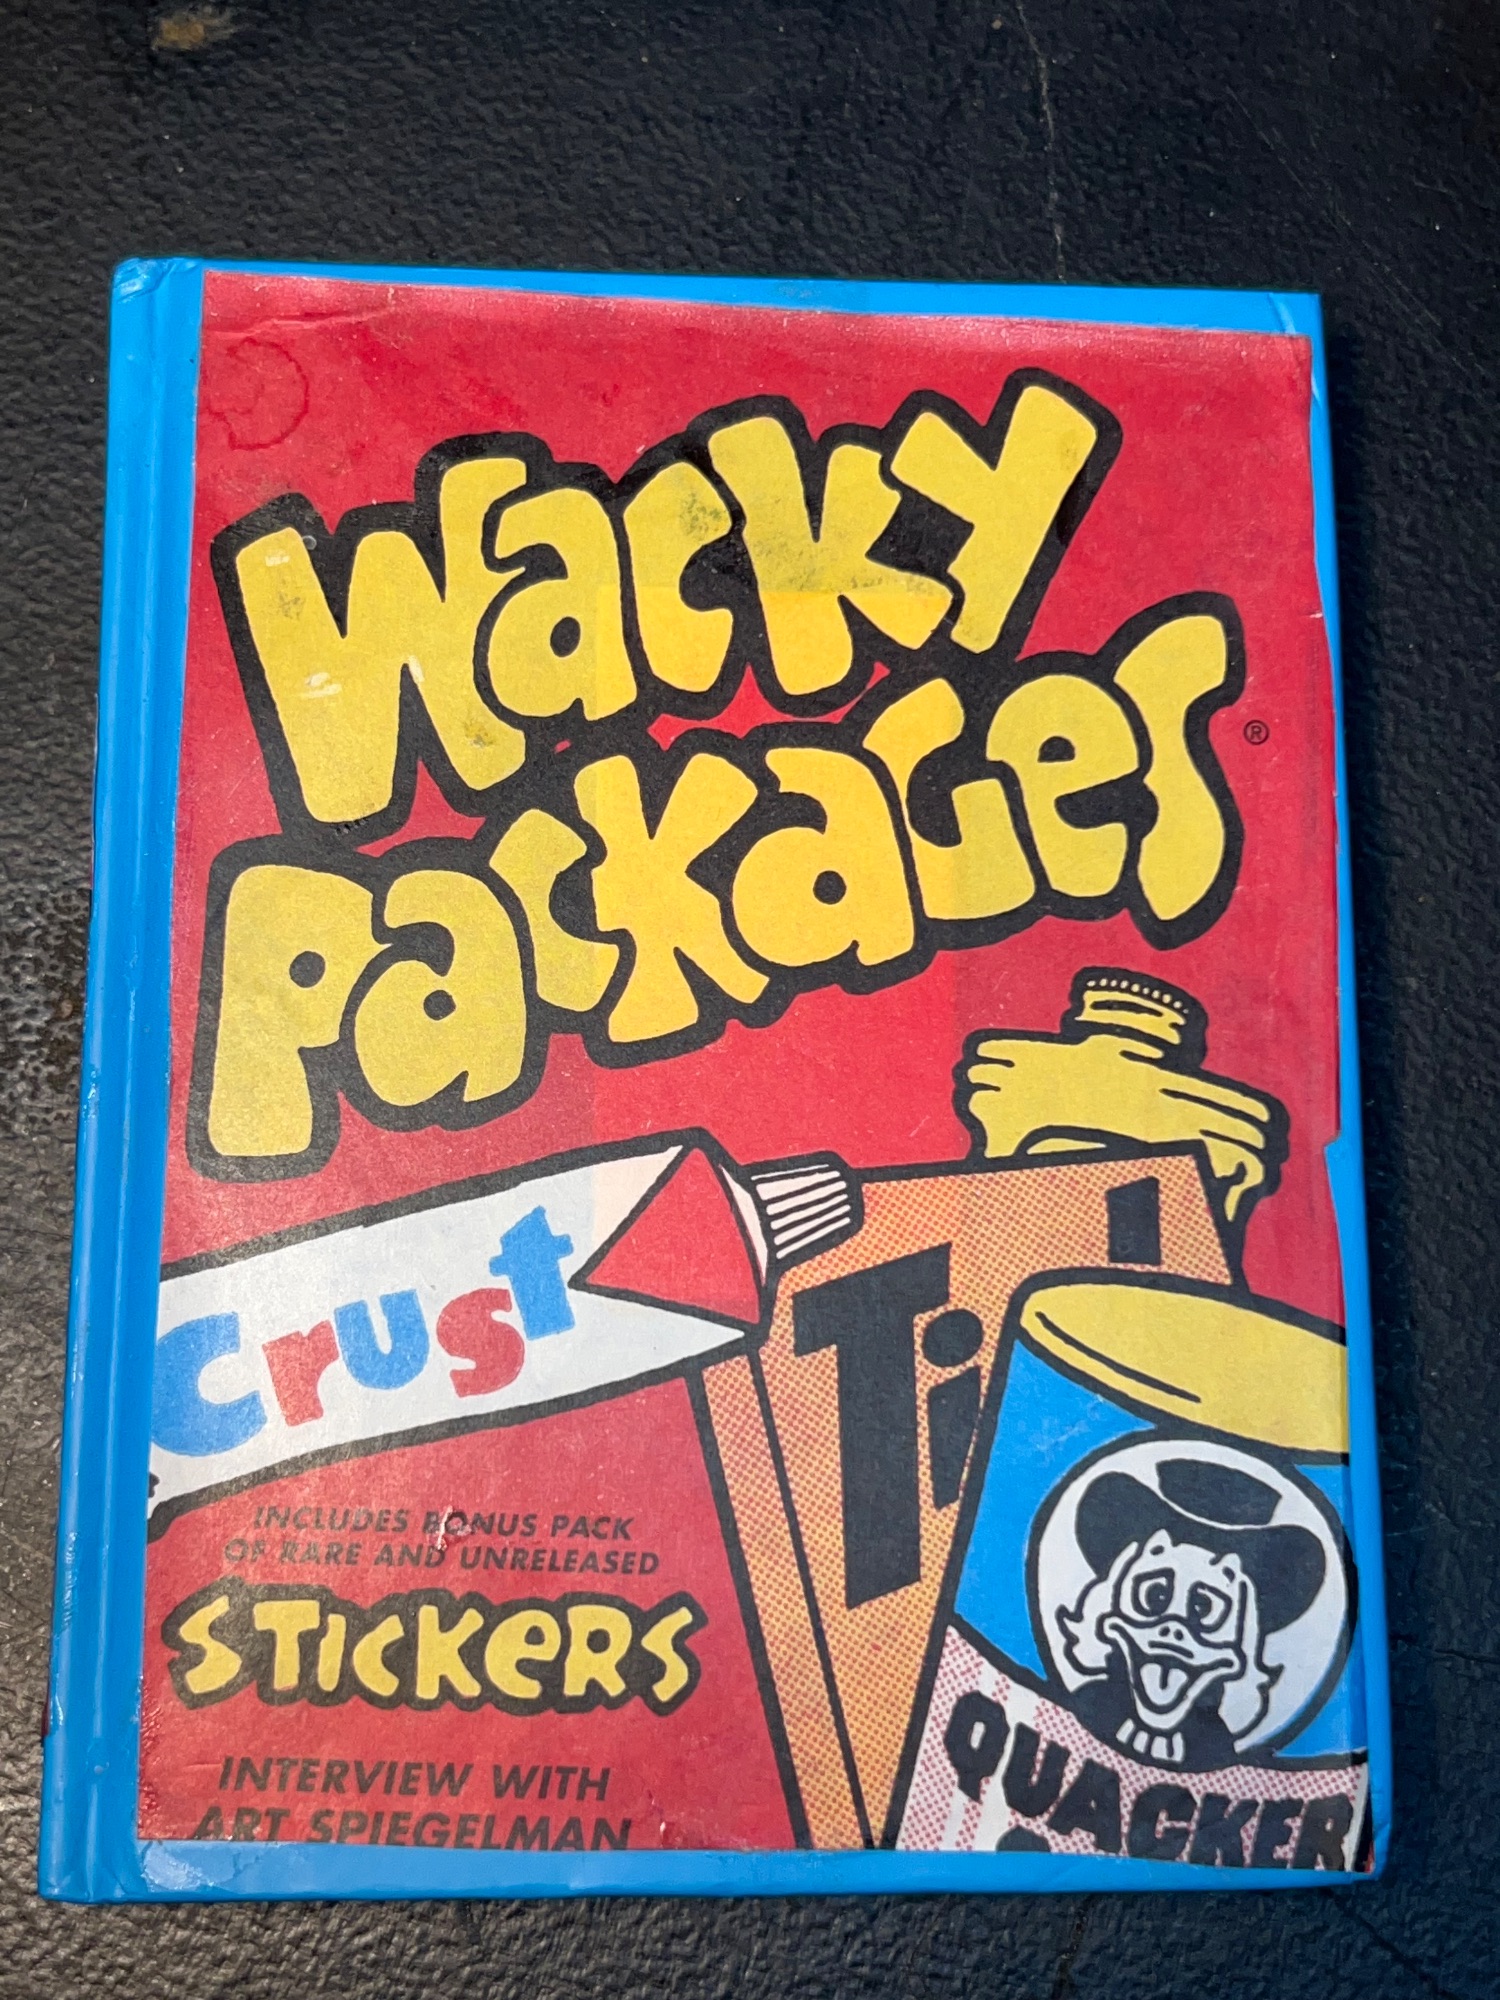 Wacky
Packages
®
Crust
Ti
QUACKER
INCLUDES BONUS PACK
OF RARE AND UNRELEASED
STICKERS
INTERVIEW WITH
ART SPIEGELMAN